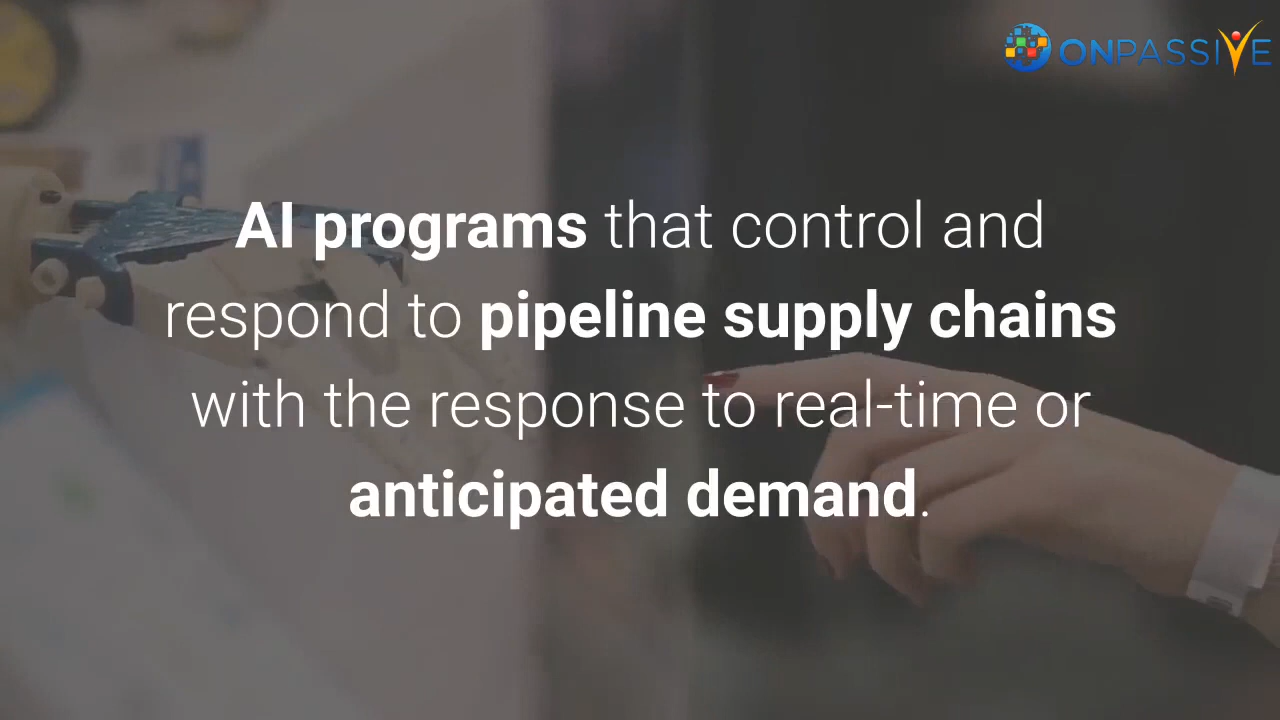 ONPASSIVE
AI programs that control and
respond to pipeline supply chains
with the response to real-time or
anticipated demand.